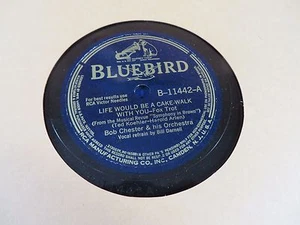 BLUEBIRD
For best results use
RCA Victor Needles
B-11442-A
LIFE WOULD BE A CAKE-WALK
WITH YOU-Fox Trot
(From the Musical Revue "Symphony in Brown")
(Ted Koehler-Harold Arlen)
Bob Chester & his Orchestra
Vocal refrain by Bill Darnell
RCA MANUFACTURING CO., INC., CAMDEN, N.J., U.S.A.